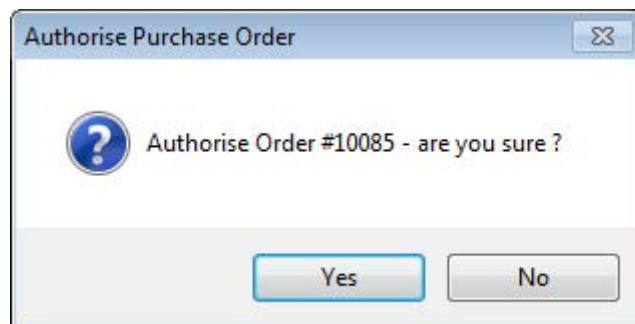 Authorise Purchase Order
Authorise Order #10085 - are you sure ?
Yes
No